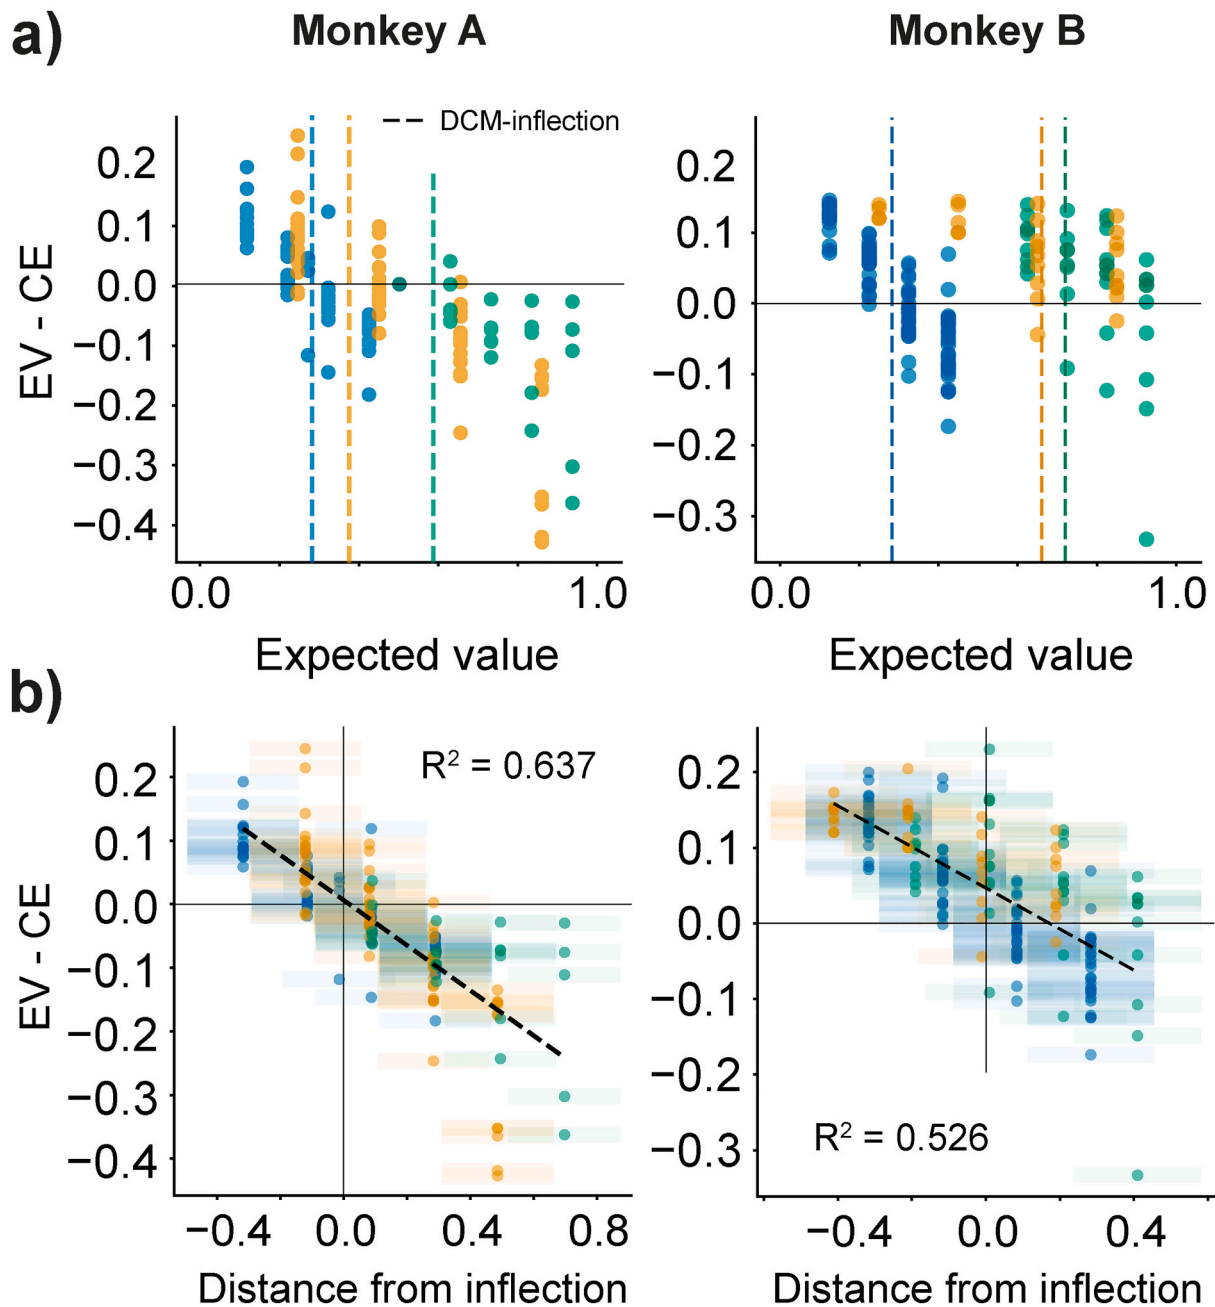 a)
Monkey A
Monkey B
DCM-inflection
EV - CE
0.2
0.1
0.0
−0.1
−0.2
−0.3
−0.4
0.0
1.0
Expected value
0.2
0.1
0.0
−0.1
−0.2
−0.3
0.0
1.0
Expected value
b)
R² = 0.637
EV - CE
0.2
0.1
0.0
−0.1
−0.2
−0.3
−0.4
−0.4
0.0
0.4
0.8
Distance from inflection
0.2
0.1
0.0
−0.1
−0.2
−0.3
R² = 0.526
−0.4
0.0
0.4
Distance from inflection